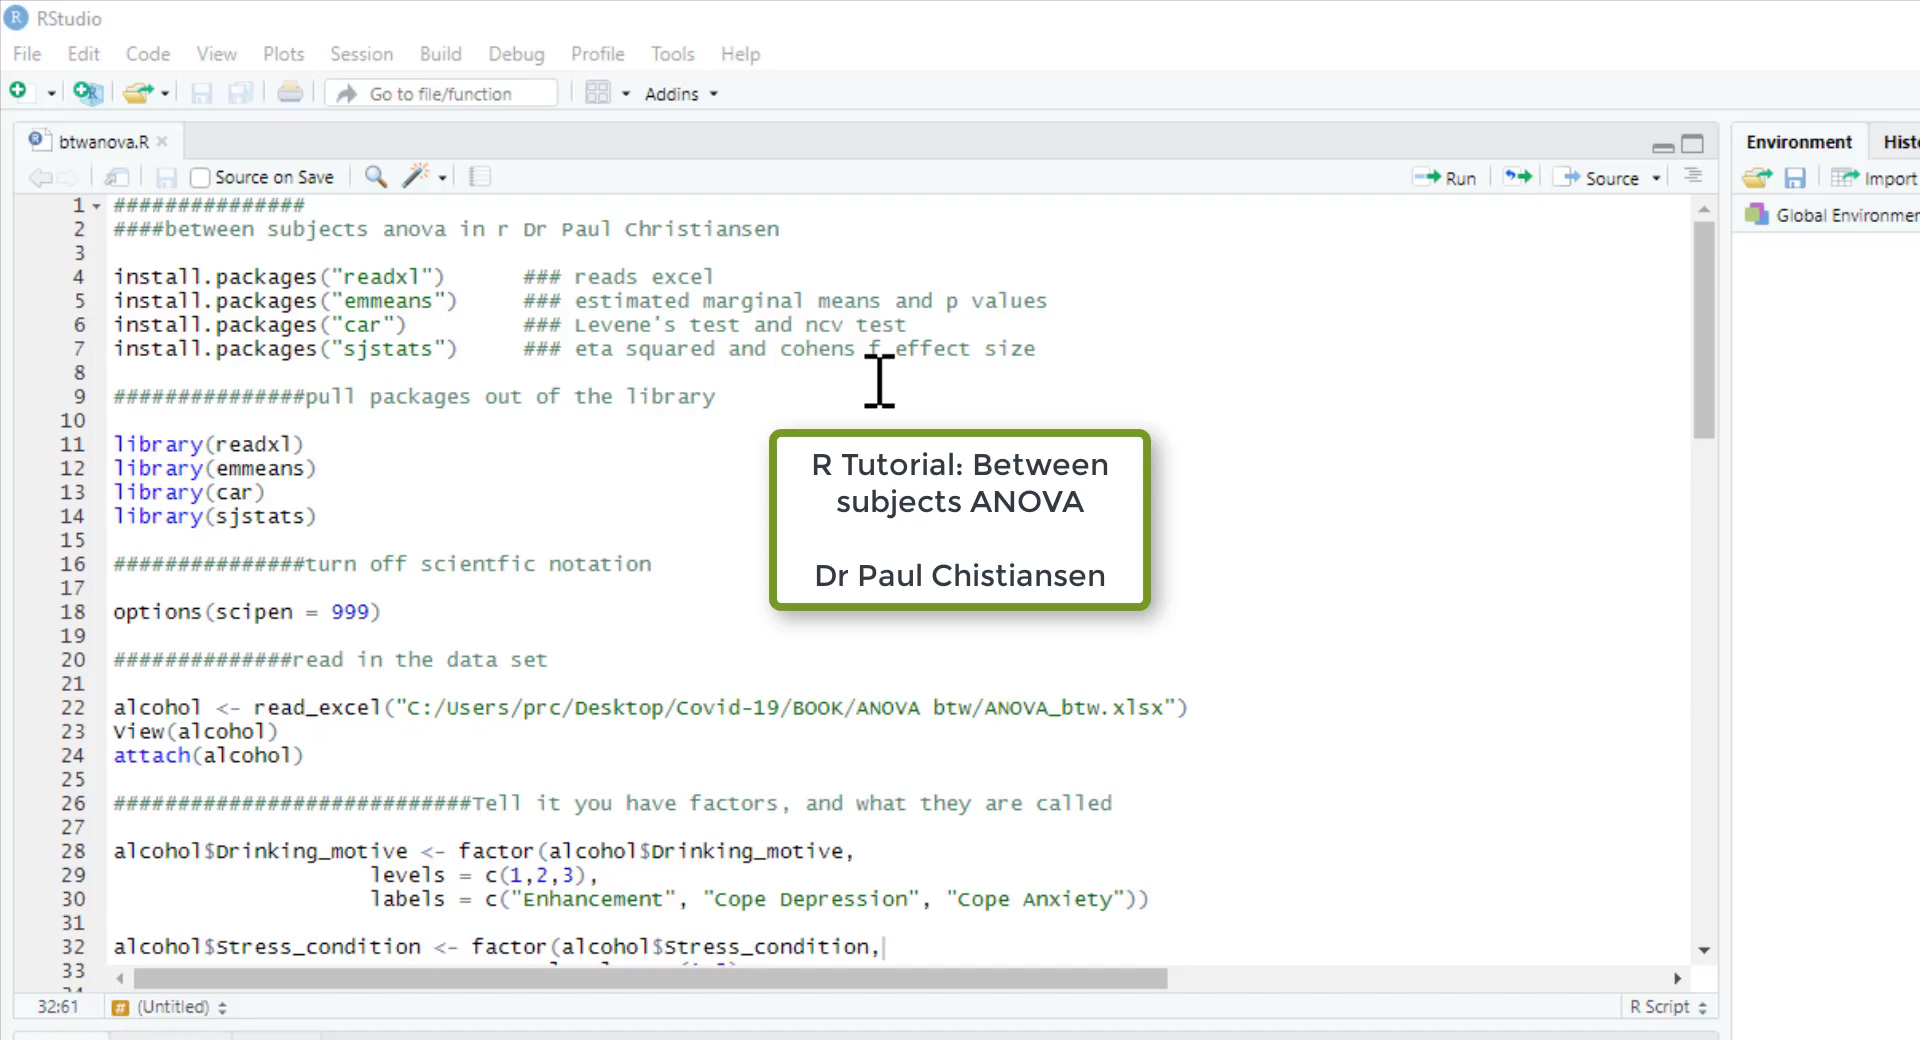 RStudio
File Edit Code View Plots Session Build Debug Profile Tools Help
Go to file/function Addins
btwanova.R
Source on Save Run Source
1 ###############
2 ####between subjects anova in r Dr Paul Christiansen
3
4 install.packages("readxl") ### reads excel
5 install.packages("emmeans") ### estimated marginal means and p values
6 install.packages("car") ### Levene's test and ncv test
7 install.packages("sjstats") ### eta squared and cohens f effect size
8
9 ###############pull packages out of the library
10
11 library(readxl)
12 library(emmeans)
13 library(car)
14 library(sjstats)
15
16 ###############turn off scientfic notation
17
18 options(scipen = 999)
19
20 ##############read in the data set
21
22 alcohol <- read_excel("C:/Users/prc/Desktop/Covid-19/BOOK/ANOVA btw/ANOVA_btw.xlsx")
23 View(alcohol)
24 attach(alcohol)
25
26 ############################Tell it you have factors, and what they are called
27
28 alcohol$Drinking_motive <- factor(alcohol$Drinking_motive,
29 levels = c(1,2,3),
30 labels = c("Enhancement", "Cope Depression", "Cope Anxiety"))
31
32 alcohol$Stress_condition <- factor(alcohol$Stress_condition,
33
32:61 (Untitled) R Script
R Tutorial: Between
subjects ANOVA
Dr Paul Chistiansen
Environment Histo
Import
Global Environmen